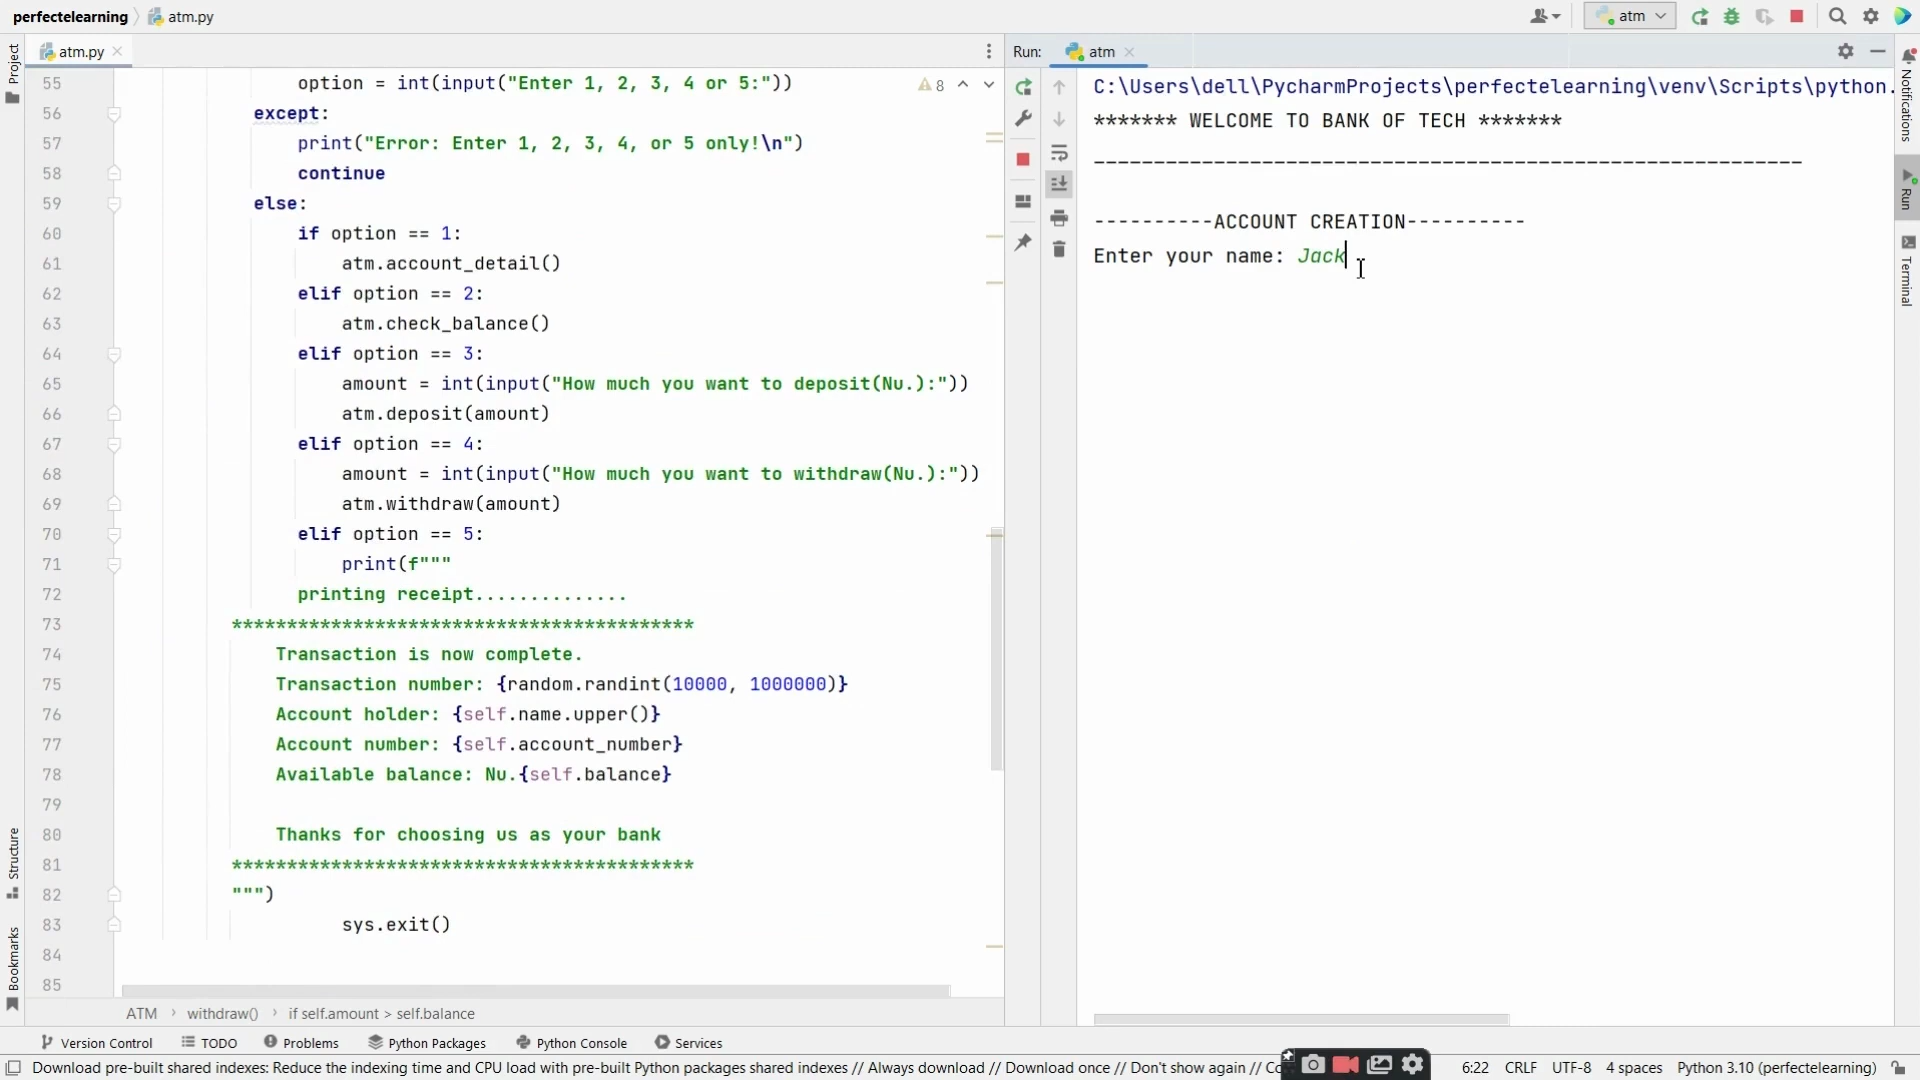 perfectelearning atm.py
atm
Project
atm.py
Run: atm
Notifications
Run
Terminal
Structure
Bookmarks
8
55 option = int(input("Enter 1, 2, 3, 4 or 5:"))
56 except:
57 print("Error: Enter 1, 2, 3, 4, or 5 only!\n")
58 continue
59 else:
60 if option == 1:
61 atm.account_detail()
62 elif option == 2:
63 atm.check_balance()
64 elif option == 3:
65 amount = int(input("How much you want to deposit(Nu.):"))
66 atm.deposit(amount)
67 elif option == 4:
68 amount = int(input("How much you want to withdraw(Nu.):"))
69 atm.withdraw(amount)
70 elif option == 5:
71 print(f"""
72 printing receipt..............
73 ******************************************
74 Transaction is now complete.
75 Transaction number: {random.randint(10000, 1000000)}
76 Account holder: {self.name.upper()}
77 Account number: {self.account_number}
78 Available balance: Nu.{self.balance}
79
80 Thanks for choosing us as your bank
81 ******************************************
82 """)
83 sys.exit()
84
85
C:\Users\dell\PycharmProjects\perfectelearning\venv\Scripts\python.
******* WELCOME TO BANK OF TECH *******
-----------------------------------------------------------
----------ACCOUNT CREATION----------
Enter your name: Jack
ATM › withdraw() › if self.amount > self.balance
Version Control TODO Problems Python Packages Python Console Services
Download pre-built shared indexes: Reduce the indexing time and CPU load with pre-built Python packages shared indexes // Always download // Download once // Don't show again // Co
6:22 CRLF UTF-8 4 spaces Python 3.10 (perfectelearning)